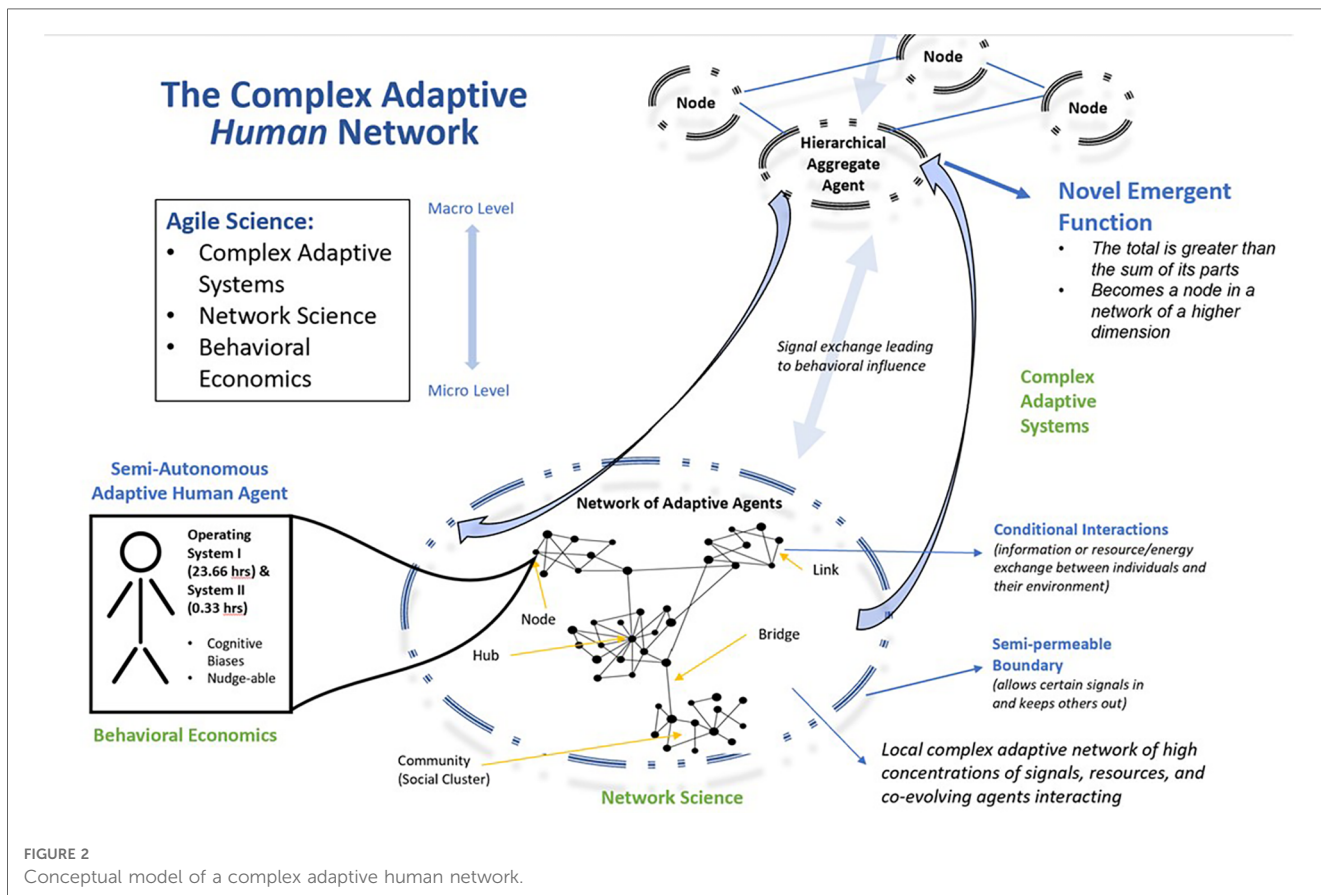 The Complex Adaptive
Human Network
Agile Science:
• Complex Adaptive
Systems
• Network Science
• Behavioral
Economics
Macro Level
Micro Level
Node
Node
Node
Hierarchical
Aggregate
Agent
Novel Emergent
Function
• The total is greater than
the sum of its parts
• Becomes a node in a
network of a higher
dimension
Signal exchange leading
to behavioral influence
Complex
Adaptive
Systems
Semi-Autonomous
Adaptive Human Agent
Operating
System I
(23.66 hrs) &
System II
(0.33 hrs)
• Cognitive
Biases
• Nudge-able
Behavioral Economics
Network of Adaptive Agents
Link
Node
Hub
Bridge
Community
(Social Cluster)
Network Science
Conditional Interactions
(information or resource/energy
exchange between individuals and
their environment)
Semi-permeable
Boundary
(allows certain signals in
and keeps others out)
Local complex adaptive network of high
concentrations of signals, resources, and
co-evolving agents interacting
FIGURE 2
Conceptual model of a complex adaptive human network.